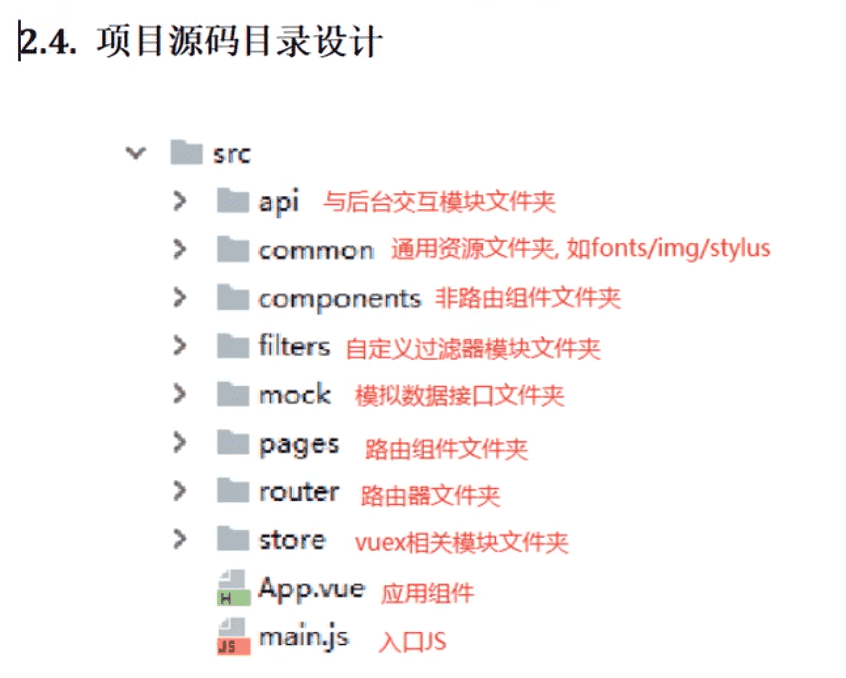 2.4. 项目源码目录设计
src
api 与后台交互模块文件夹
common 通用资源文件夹, 如fonts/img/stylus
components 非路由组件文件夹
filters 自定义过滤器模块文件夹
mock 模拟数据接口文件夹
pages 路由组件文件夹
router 路由器文件夹
store vuex相关模块文件夹
H App.vue 应用组件
JS main.js 入口JS